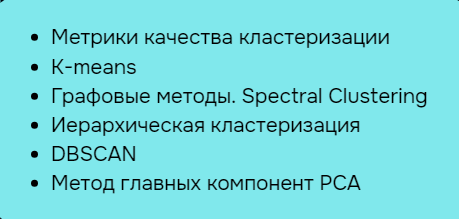 • Метрики качества кластеризации
• K-means
• Графовые методы. Spectral Clustering
• Иерархическая кластеризация
• DBSCAN
• Метод главных компонент PCA